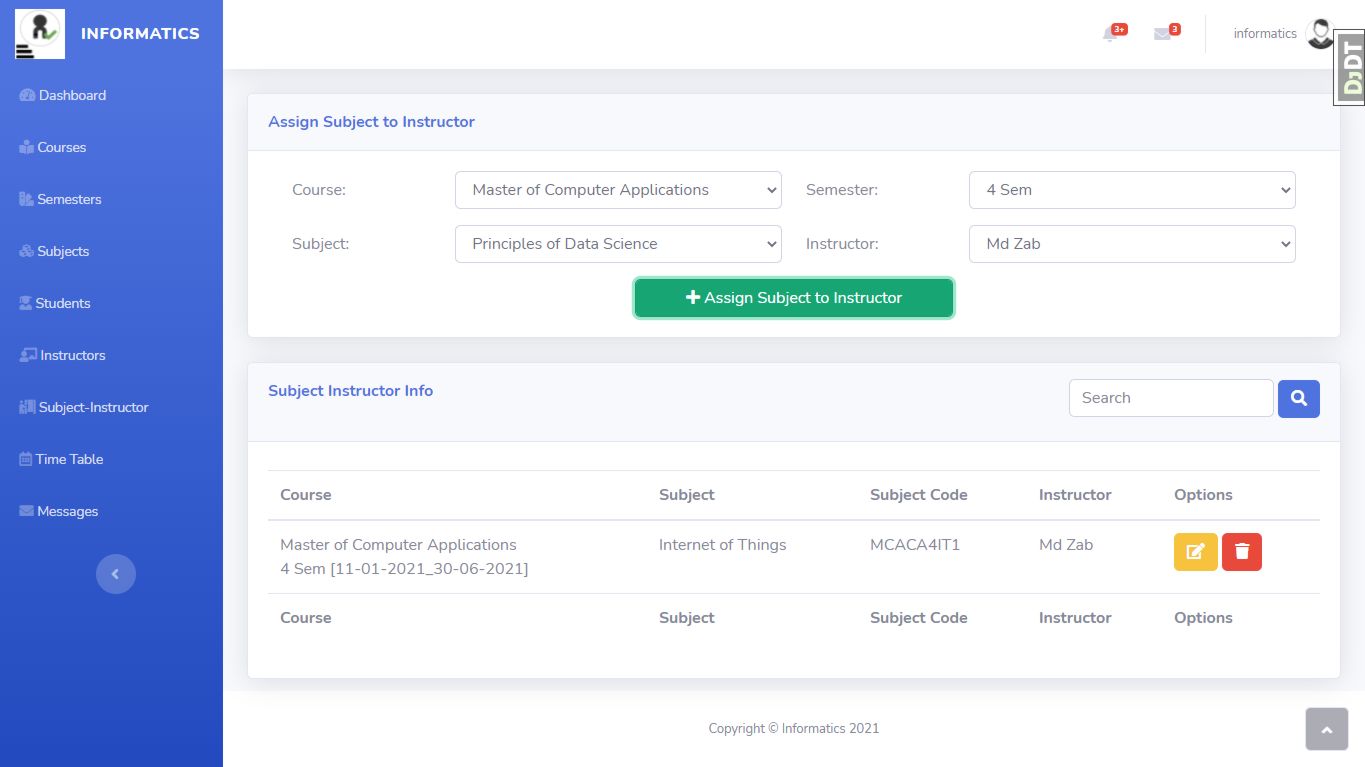 INFORMATICS
3+
3
informatics
DjDT
Dashboard
Courses
Semesters
Subjects
Students
Instructors
Subject-Instructor
Time Table
Messages
Assign Subject to Instructor
Course: Master of Computer Applications Semester: 4 Sem
Subject: Principles of Data Science Instructor: Md Zab
Assign Subject to Instructor
Subject Instructor Info
Search
Course Subject Subject Code Instructor Options
Master of Computer Applications Internet of Things MCACA4IT1 Md Zab
4 Sem [11-01-2021_30-06-2021]
Course Subject Subject Code Instructor Options
Copyright © Informatics 2021